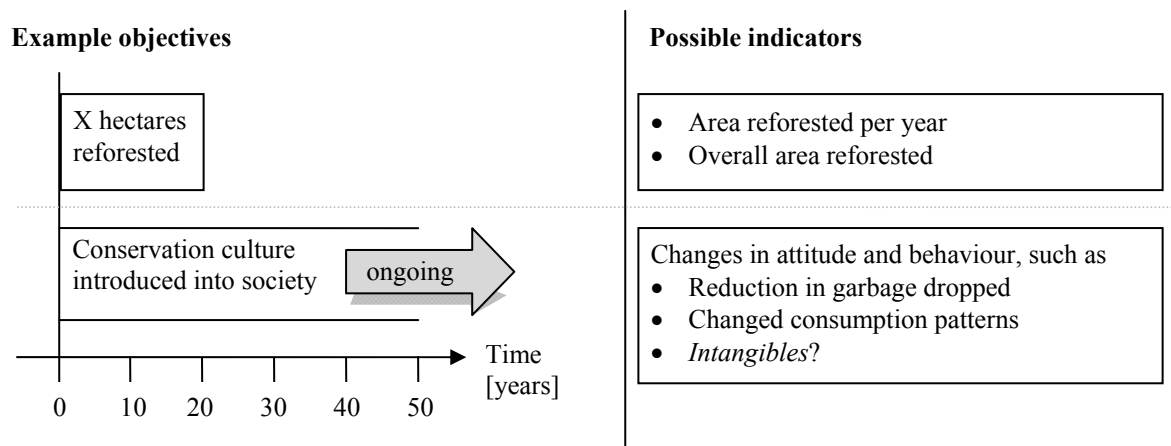 Example objectives
Possible indicators
X hectares
reforested
• Area reforested per year
• Overall area reforested
Conservation culture
introduced into society
ongoing
Changes in attitude and behaviour, such as
• Reduction in garbage dropped
• Changed consumption patterns
• Intangibles?
Time
[years]
0 10 20 30 40 50